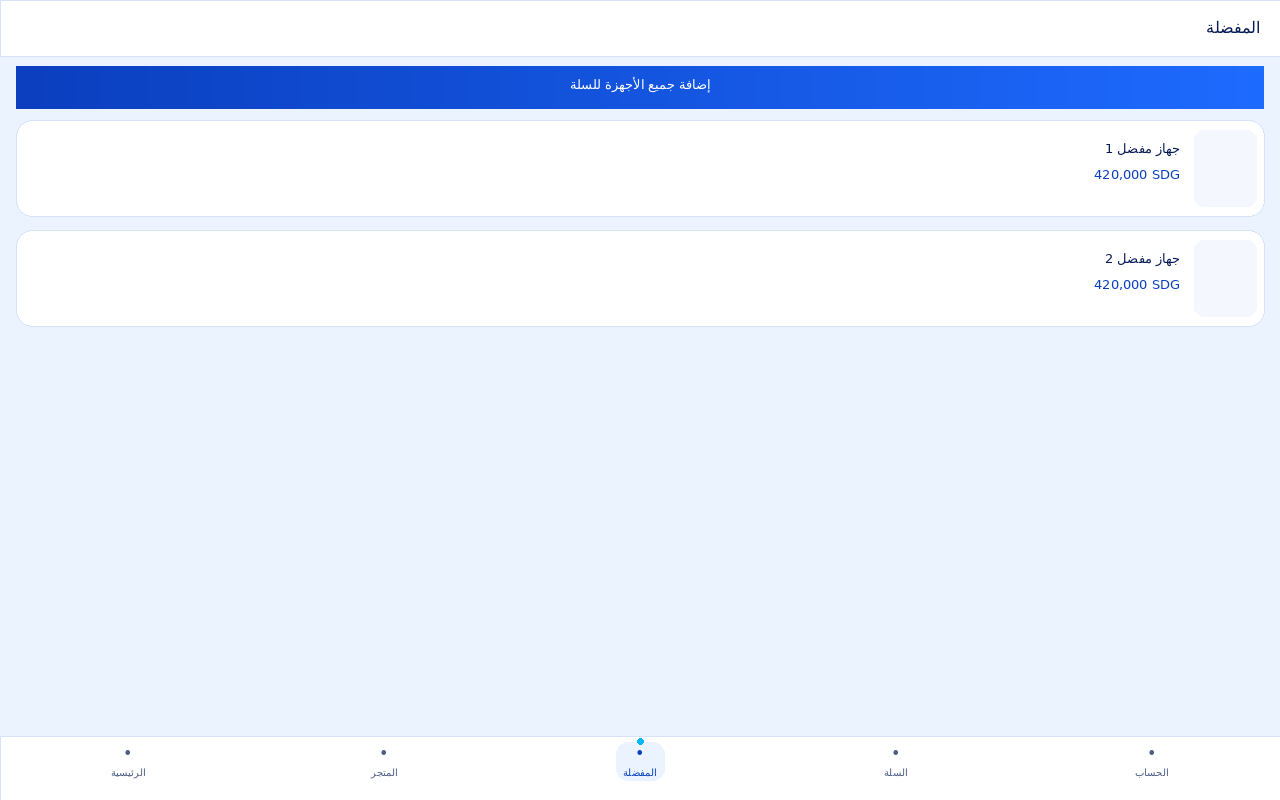 المفضلة
إضافة جميع الأجهزة للسلة
جهاز مفضل 1
420,000 SDG
جهاز مفضل 2
420,000 SDG
الحساب
السلة
المفضلة
المتجر
الرئيسية